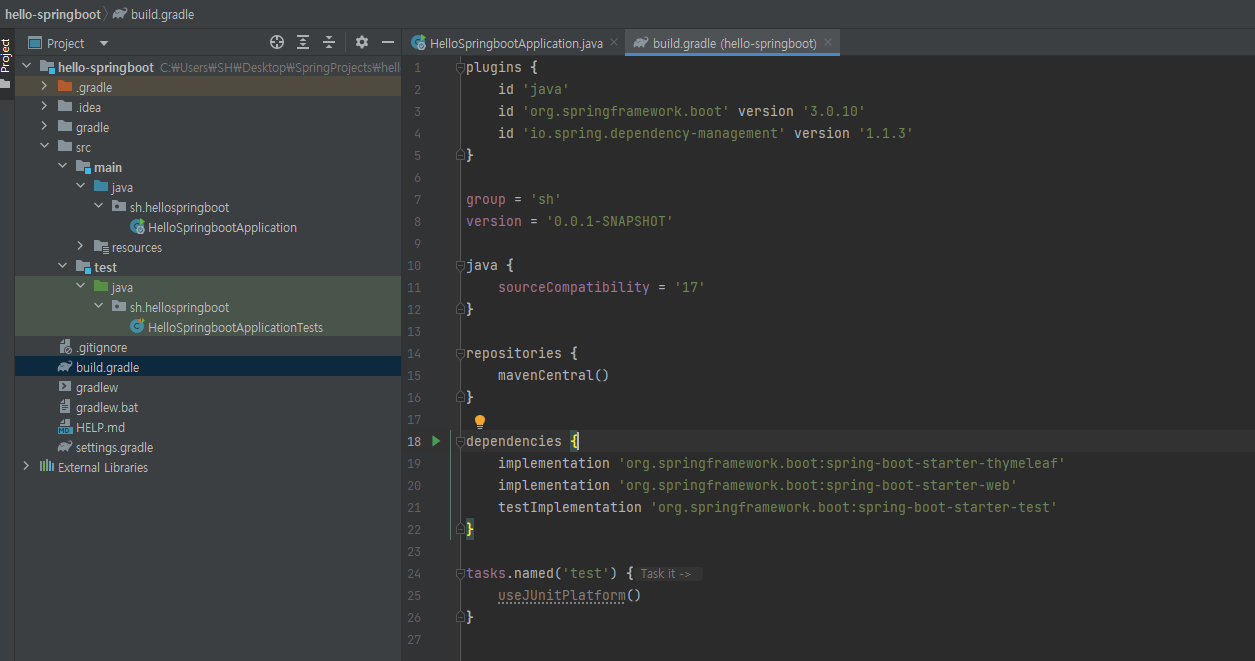 hello-springboot build.gradle
Project
Project
hello-springboot C:₩Users₩SH₩Desktop₩SpringProjects₩hell
.gradle
.idea
gradle
src
main
java
sh.hellospringboot
HelloSpringbootApplication
resources
test
java
sh.hellospringboot
HelloSpringbootApplicationTests
.gitignore
build.gradle
gradlew
gradlew.bat
HELP.md
settings.gradle
External Libraries
HelloSpringbootApplication.java build.gradle (hello-springboot)
1 plugins {
2 id 'java'
3 id 'org.springframework.boot' version '3.0.10'
4 id 'io.spring.dependency-management' version '1.1.3'
5 }
6
7 group = 'sh'
8 version = '0.0.1-SNAPSHOT'
9
10 java {
11 sourceCompatibility = '17'
12 }
13
14 repositories {
15 mavenCentral()
16 }
17
18 dependencies {
19 implementation 'org.springframework.boot:spring-boot-starter-thymeleaf'
20 implementation 'org.springframework.boot:spring-boot-starter-web'
21 testImplementation 'org.springframework.boot:spring-boot-starter-test'
22 }
23
24 tasks.named('test') { Task it ->
25 useJUnitPlatform()
26 }
27